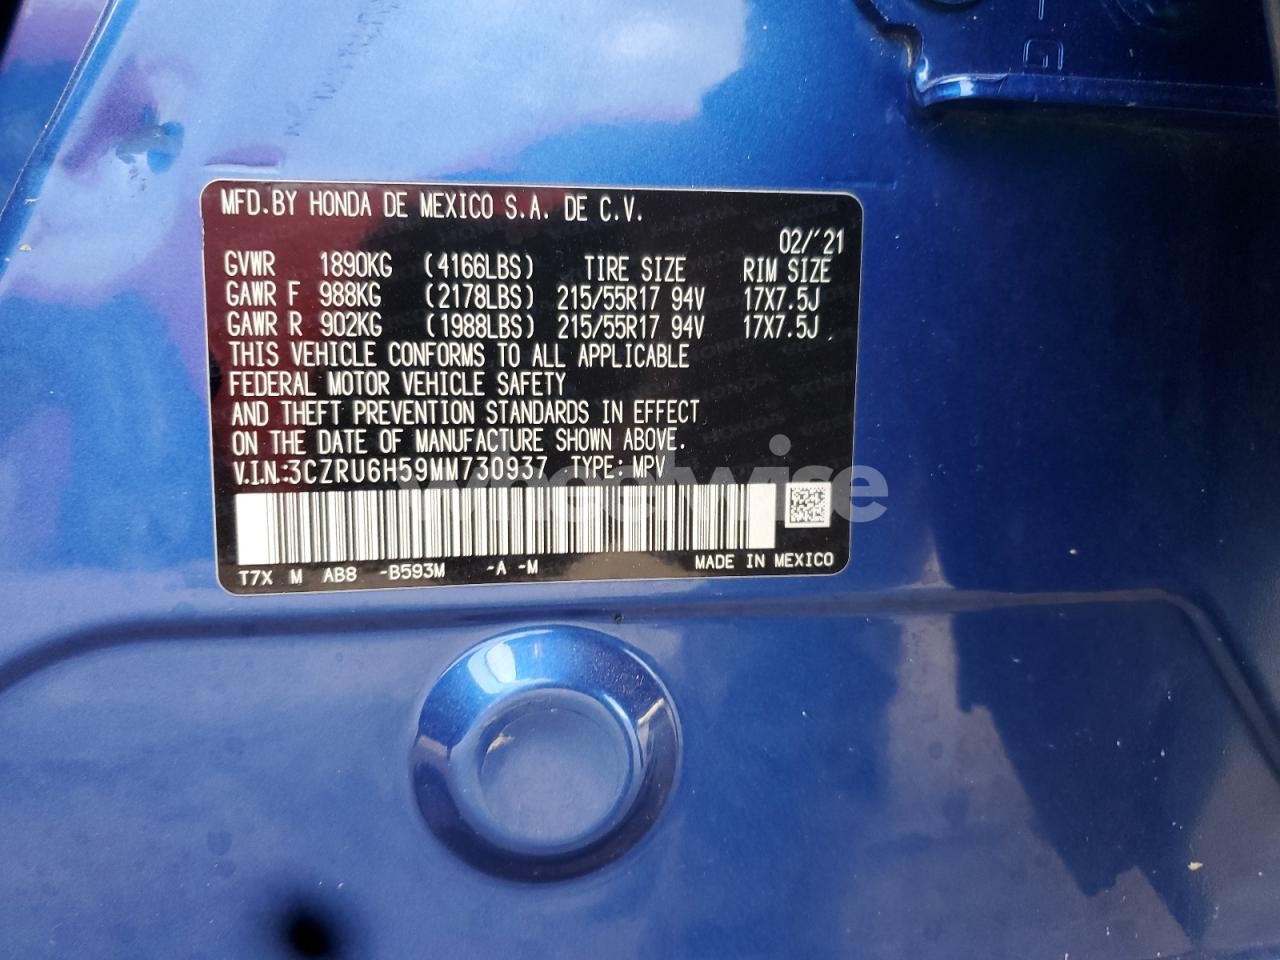 MFD.BY HONDA DE MEXICO S.A. DE C.V.
02/'21
GVWR 1890KG (4166LBS) TIRE SIZE RIM SIZE
GAWR F 988KG (2178LBS) 215/55R17 94V 17X7.5J
GAWR R 902KG (1988LBS) 215/55R17 94V 17X7.5J
THIS VEHICLE CONFORMS TO ALL APPLICABLE
FEDERAL MOTOR VEHICLE SAFETY
AND THEFT PREVENTION STANDARDS IN EFFECT
ON THE DATE OF MANUFACTURE SHOWN ABOVE.
V.I.N.:3CZRU6H59MM730937 TYPE: MPV
wheelwise
T7X M AB8 -B593M -A -M MADE IN MEXICO